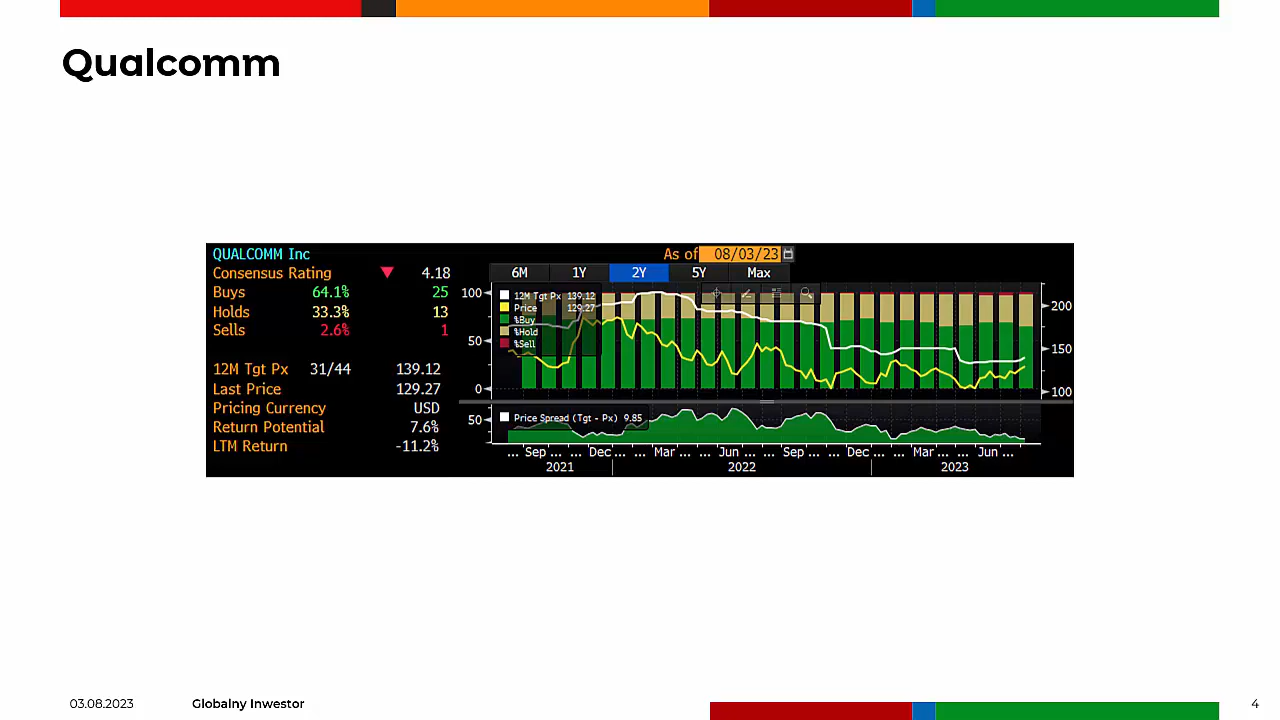 Qualcomm
QUALCOMM Inc
As of 08/03/23
Consensus Rating 4.18
6M 1Y 2Y 5Y Max
Buys 64.1% 25
Holds 33.3% 13
Sells 2.6% 1
12M Tgt Px 31/44 139.12
Last Price 129.27
Pricing Currency USD
Return Potential 7.6%
LTM Return -11.2%
100
50
0
12M Tgt Px 139.12
Price 129.27
%Buy
%Hold
%Sell
200
150
100
50
Price Spread (Tgt - Px) 9.85
... Sep ... ... Dec ... ... Mar ... ... Jun ... ... Sep ... ... Dec ... ... Mar ... ... Jun ...
2021 2022 2023
03.08.2023 Globalny Inwestor 4